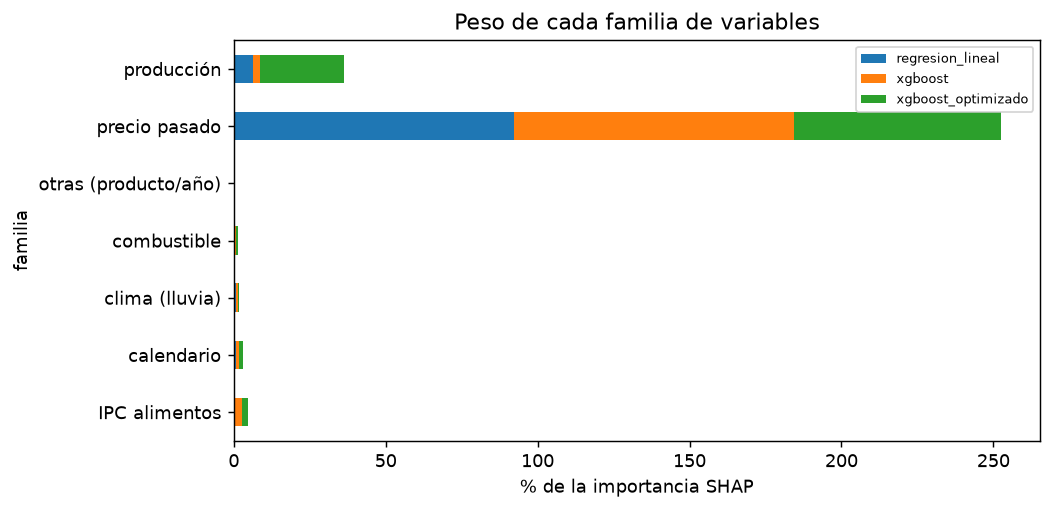 Peso de cada familia de variables
regresion_lineal
xgboost
xgboost_optimizado
familia
producción
precio pasado
otras (producto/año)
combustible
clima (lluvia)
calendario
IPC alimentos
0 50 100 150 200 250
% de la importancia SHAP